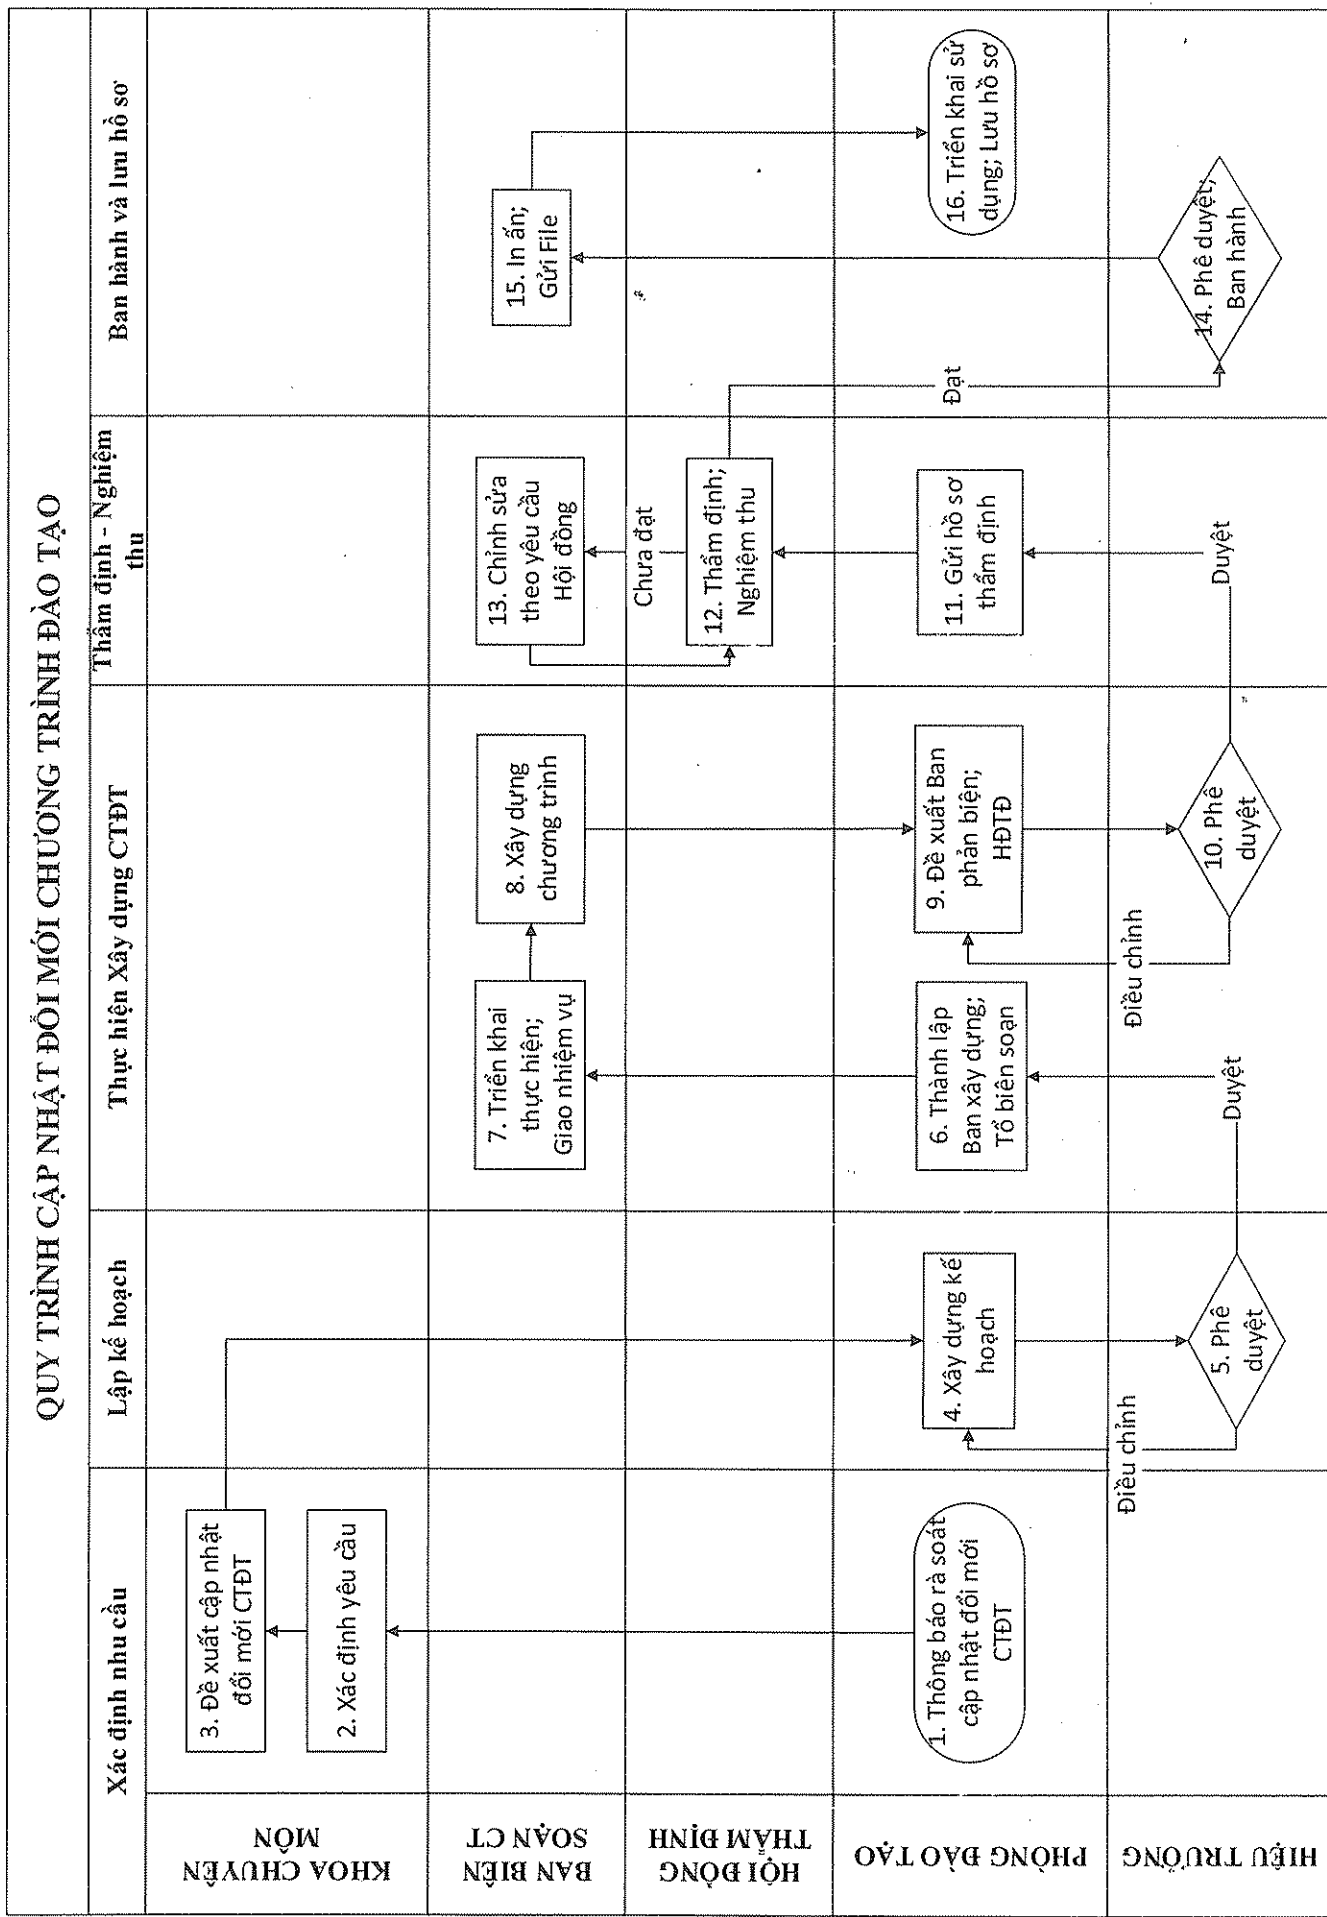 QUY TRÌNH CẬP NHẬT ĐỔI MỚI CHƯƠNG TRÌNH ĐÀO TẠO
Xác định nhu cầu
Lập kế hoạch
Thực hiện Xây dựng CTĐT
Thẩm định - Nghiệm
thu
Ban hành và lưu hồ sơ
KHOA CHUYÊN
MÔN
3. Đề xuất cập nhật
đổi mới CTĐT
2. Xác định yêu cầu
BAN BIÊN
SOẠN CT
7. Triển khai
thực hiện;
Giao nhiệm vụ
8. Xây dựng
chương trình
13. Chỉnh sửa
theo yêu cầu
Hội đồng
15. In ấn;
Gửi File
HỘI ĐỒNG
THẨM ĐỊNH
Chưa đạt
12. Thẩm định;
Nghiệm thu
PHÒNG ĐÀO TẠO
1. Thông báo rà soát
cập nhật đổi mới
CTĐT
4. Xây dựng kế
hoạch
6. Thành lập
Ban xây dựng;
Tổ biên soạn
9. Đề xuất Ban
phản biện;
HĐTĐ
11. Gửi hồ sơ
thẩm định
Đạt
16. Triển khai sử
dụng; Lưu hồ sơ
HIỆU TRƯỞNG
Điều chỉnh
5. Phê
duyệt
Duyệt
Điều chỉnh
10. Phê
duyệt
Duyệt
14. Phê duyệt;
Ban hành